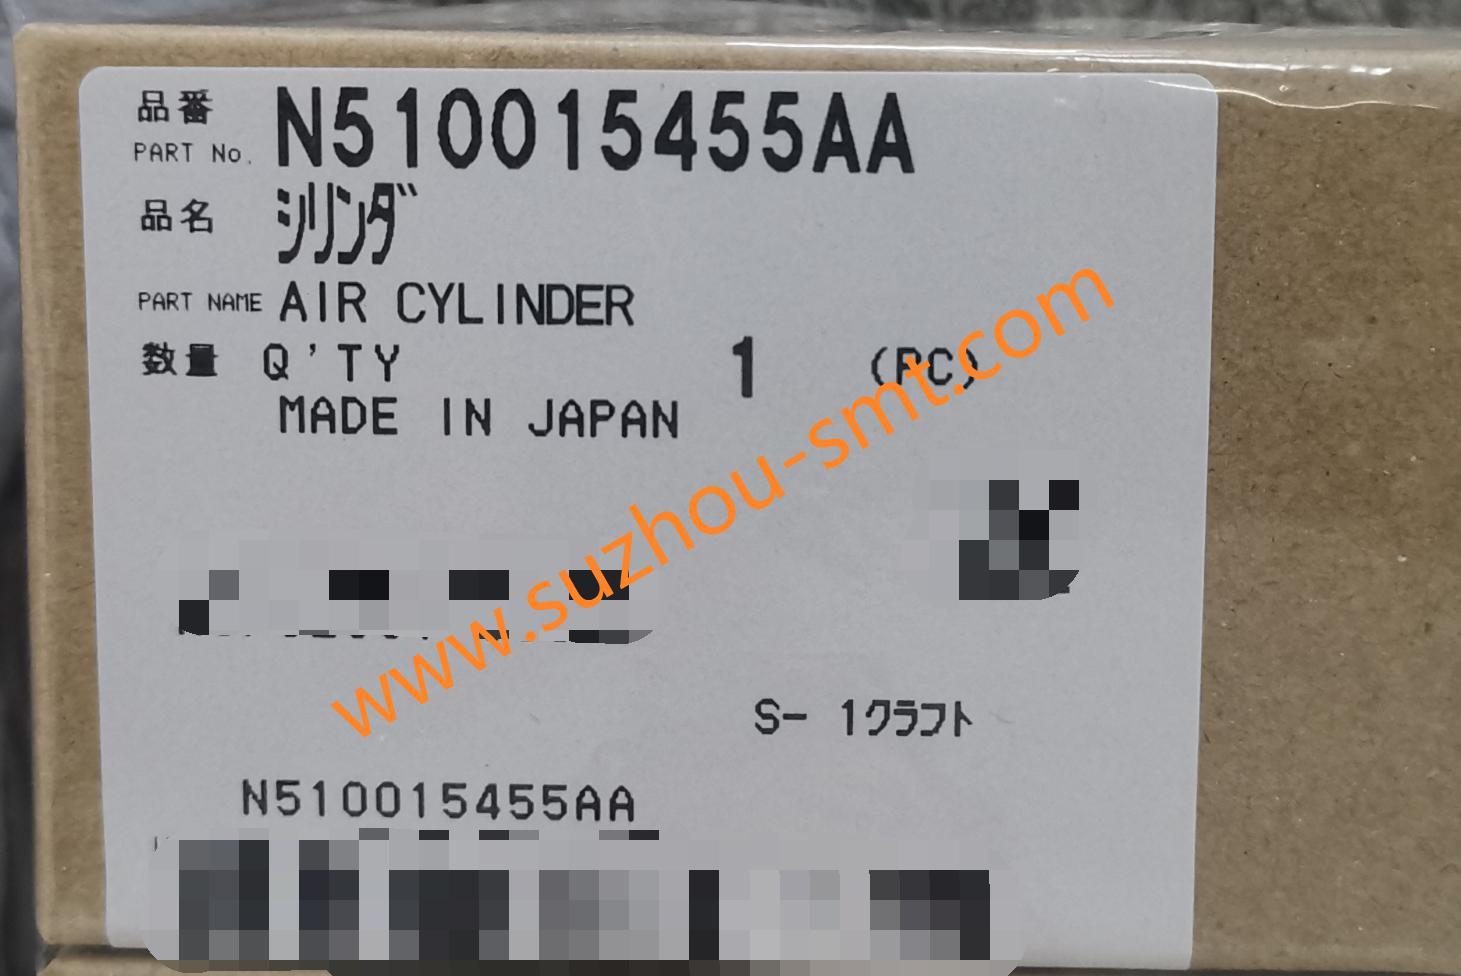 品番
PART No. N510015455AA
品名 シリンダ
PART NAME AIR CYLINDER
数量 Q'TY 1 (PC)
MADE IN JAPAN
www.suzhou-smt.com
S- 1クラフト
N510015455AA